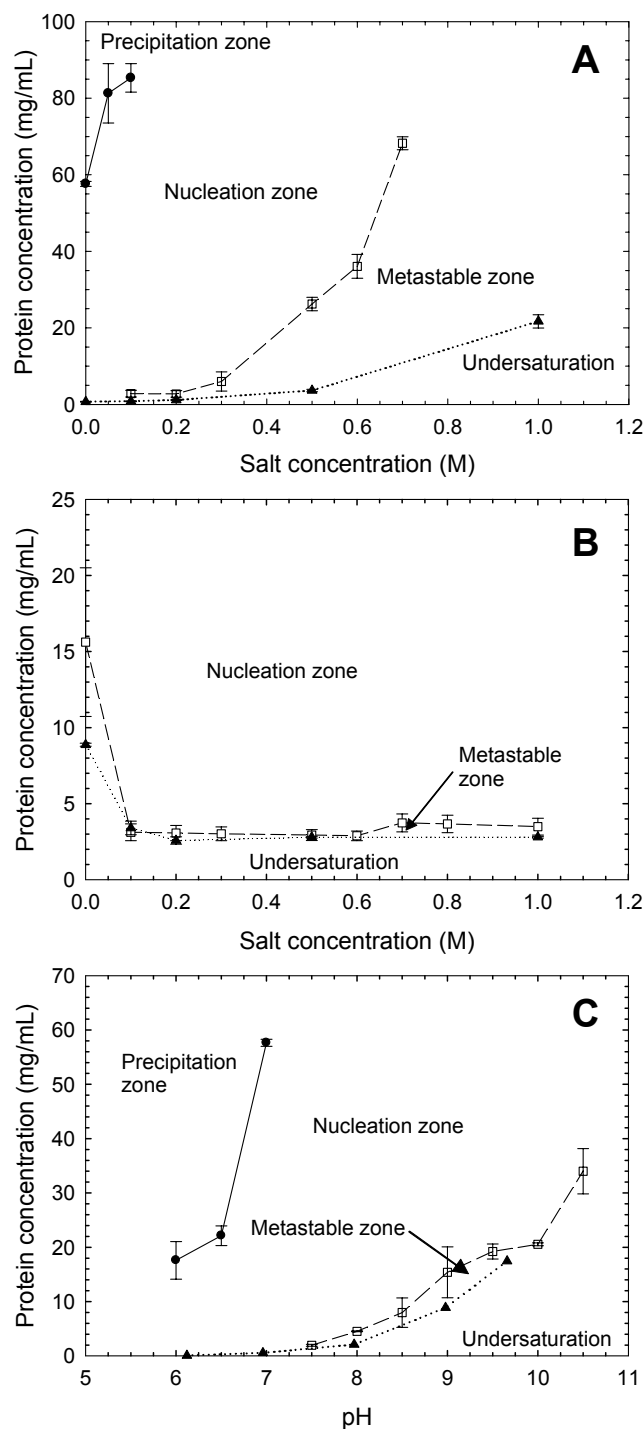 100
80
60
40
20
0
Protein concentration (mg/mL)
Precipitation zone
A
Nucleation zone
Metastable zone
Undersaturation
0.0 0.2 0.4 0.6 0.8 1.0 1.2
Salt concentration (M)
25
20
15
10
5
0
Protein concentration (mg/mL)
B
Nucleation zone
Metastable
zone
Undersaturation
0.0 0.2 0.4 0.6 0.8 1.0 1.2
Salt concentration (M)
70
60
50
40
30
20
10
0
Protein concentration (mg/mL)
C
Precipitation
zone
Nucleation zone
Metastable zone
Undersaturation
5 6 7 8 9 10 11
pH